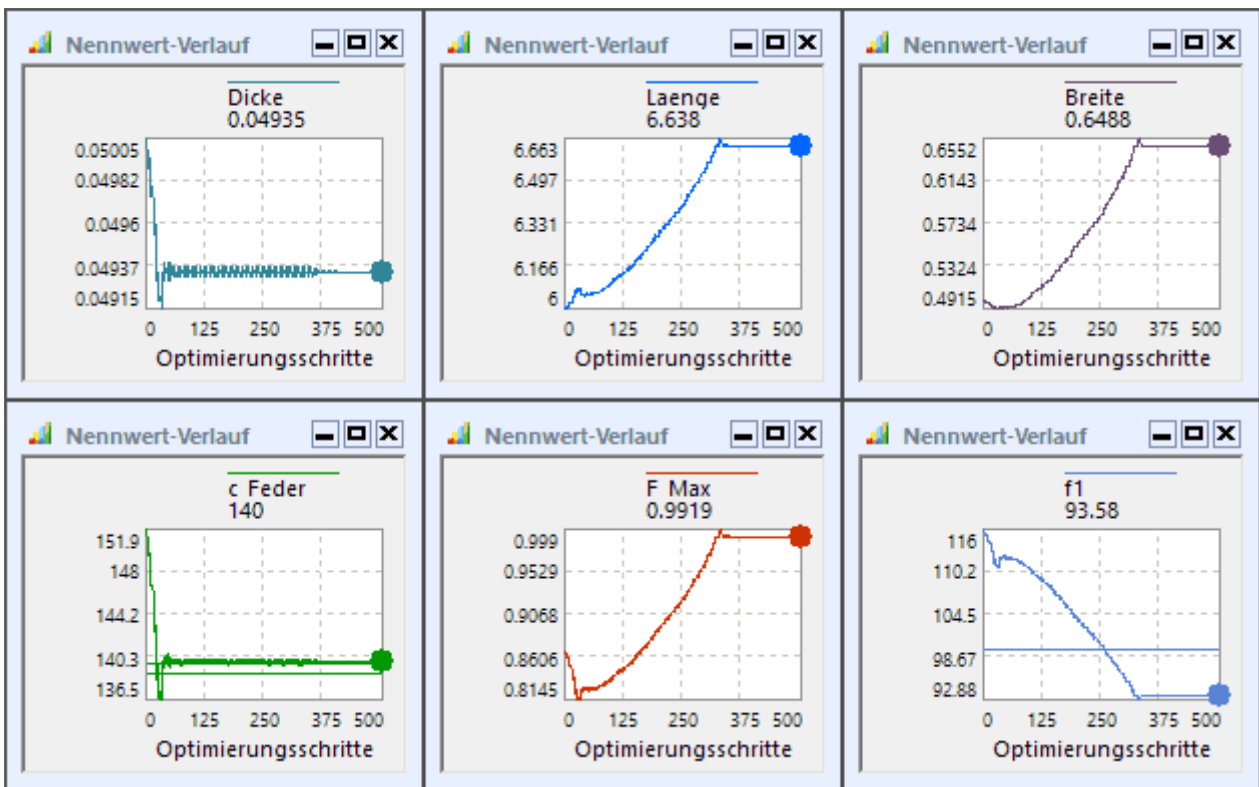 Nennwert-Verlauf
Dicke
0.04935
0.05005
0.04982
0.0496
0.04937
0.04915
0 125 250 375 500
Optimierungsschritte
Nennwert-Verlauf
Laenge
6.638
6.663
6.497
6.331
6.166
6
0 125 250 375 500
Optimierungsschritte
Nennwert-Verlauf
Breite
0.6488
0.6552
0.6143
0.5734
0.5324
0.4915
0 125 250 375 500
Optimierungsschritte
Nennwert-Verlauf
c Feder
140
151.9
148
144.2
140.3
136.5
0 125 250 375 500
Optimierungsschritte
Nennwert-Verlauf
F Max
0.9919
0.999
0.9529
0.9068
0.8606
0.8145
0 125 250 375 500
Optimierungsschritte
Nennwert-Verlauf
f1
93.58
116
110.2
104.5
98.67
92.88
0 125 250 375 500
Optimierungsschritte